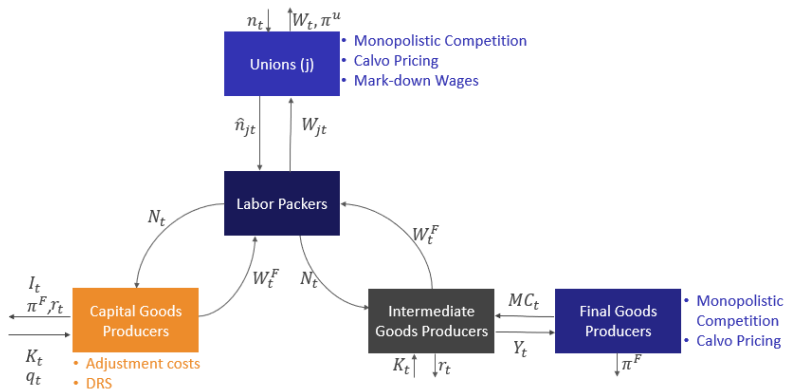 n_t
W_t, π^u
Unions (j)
• Monopolistic Competition
• Calvo Pricing
• Mark-down Wages
n̂_jt
W_jt
Labor Packers
N_t
W_t^F
N_t
W_t^F
I_t
π^F,r_t
K_t
q_t
Capital Goods
Producers
• Adjustment costs
• DRS
Intermediate
Goods Producers
K_t
r_t
MC_t
Y_t
Final Goods
Producers
π^F
• Monopolistic
Competition
• Calvo Pricing